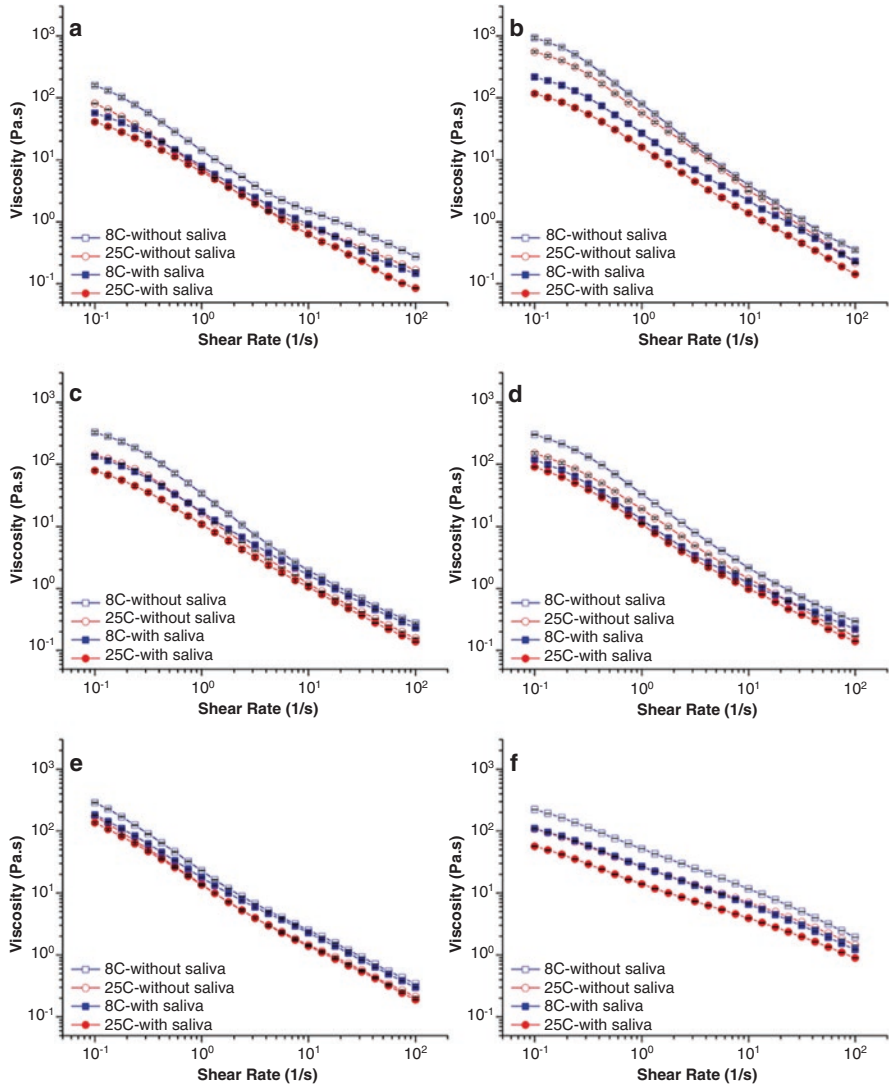 a
10³
10²
10¹
10⁰
10⁻¹
Viscosity (Pa.s)
8C-without saliva
25C-without saliva
8C-with saliva
25C-with saliva
10⁻¹ 10⁰ 10¹ 10²
Shear Rate (1/s)
b
10³
10²
10¹
10⁰
10⁻¹
Viscosity (Pa.s)
8C-without saliva
25C-without saliva
8C-with saliva
25C-with saliva
10⁻¹ 10⁰ 10¹ 10²
Shear Rate (1/s)
c
10³
10²
10¹
10⁰
10⁻¹
Viscosity (Pa.s)
8C-without saliva
25C-without saliva
8C-with saliva
25C-with saliva
10⁻¹ 10⁰ 10¹ 10²
Shear Rate (1/s)
d
10³
10²
10¹
10⁰
10⁻¹
Viscosity (Pa.s)
8C-without saliva
25C-without saliva
8C-with saliva
25C-with saliva
10⁻¹ 10⁰ 10¹ 10²
Shear Rate (1/s)
e
10³
10²
10¹
10⁰
10⁻¹
Viscosity (Pa.s)
8C-without saliva
25C-without saliva
8C-with saliva
25C-with saliva
10⁻¹ 10⁰ 10¹ 10²
Shear Rate (1/s)
f
10³
10²
10¹
10⁰
10⁻¹
Viscosity (Pa.s)
8C-without saliva
25C-without saliva
8C-with saliva
25C-with saliva
10⁻¹ 10⁰ 10¹ 10²
Shear Rate (1/s)